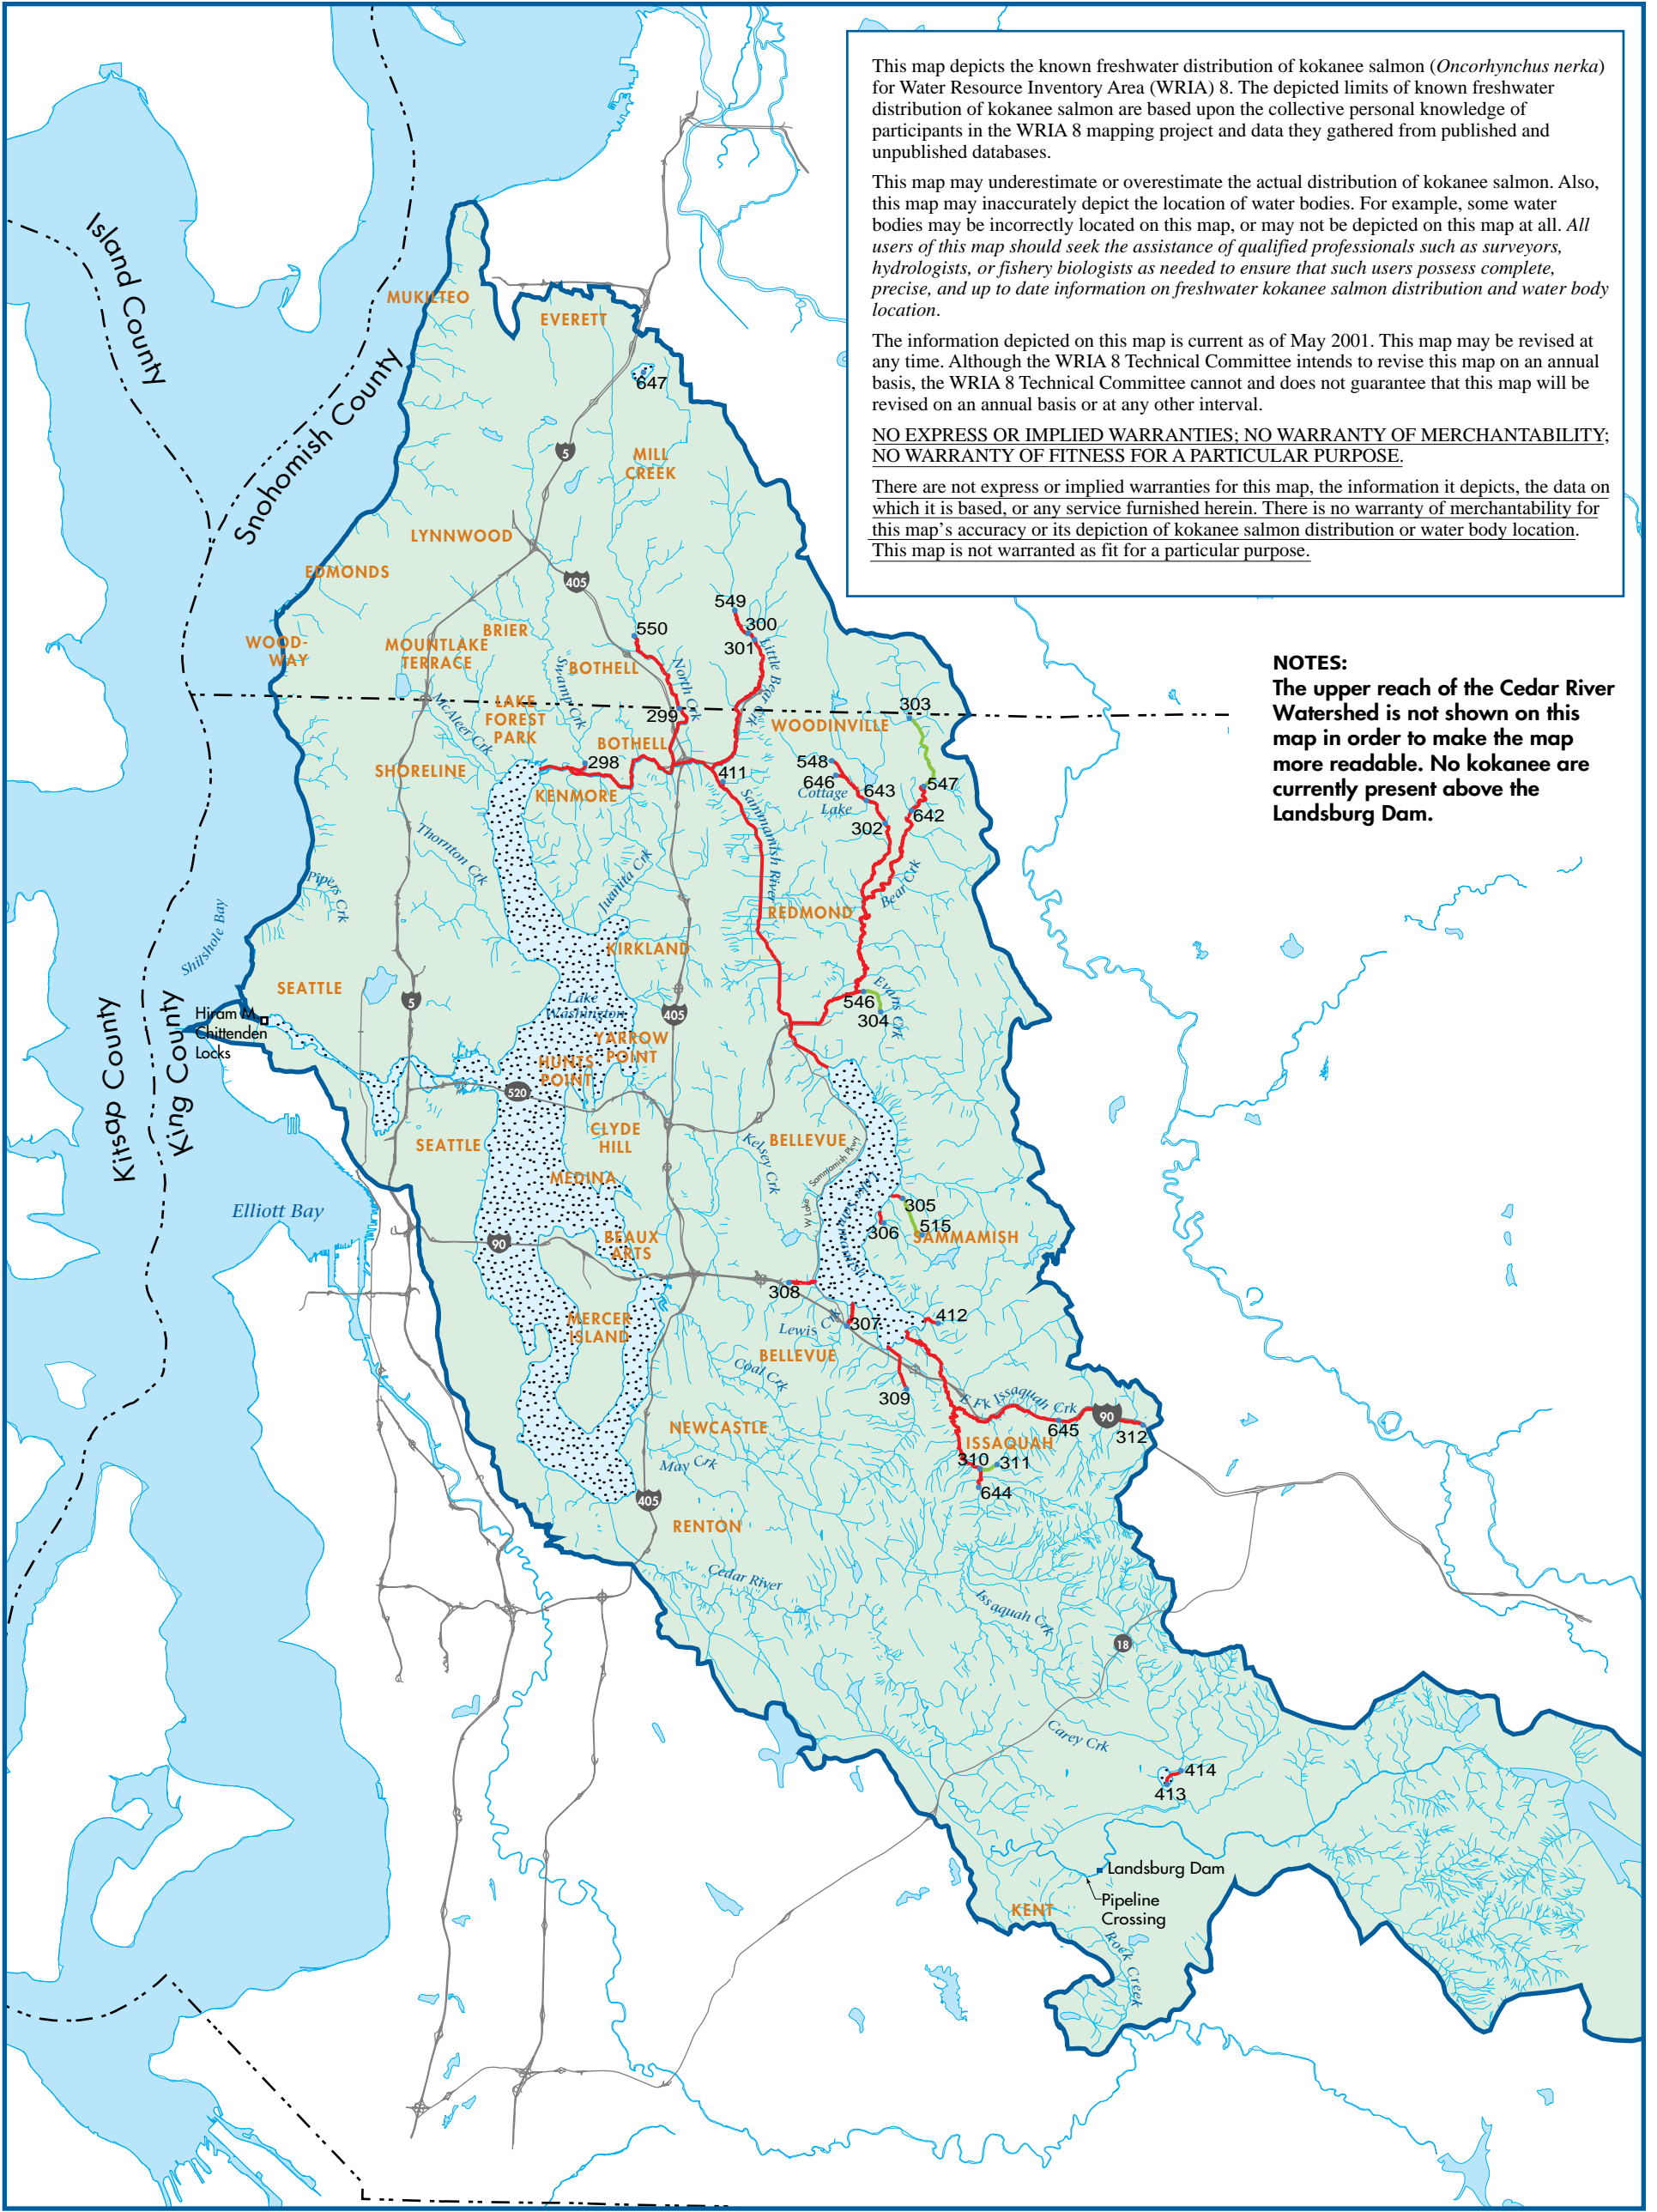 This map depicts the known freshwater distribution of kokanee salmon (Oncorhynchus nerka)
for Water Resource Inventory Area (WRIA) 8. The depicted limits of known freshwater
distribution of kokanee salmon are based upon the collective personal knowledge of
participants in the WRIA 8 mapping project and data they gathered from published and
unpublished databases.
This map may underestimate or overestimate the actual distribution of kokanee salmon. Also,
this map may inaccurately depict the location of water bodies. For example, some water
bodies may be incorrectly located on this map, or may not be depicted on this map at all. All
users of this map should seek the assistance of qualified professionals such as surveyors,
hydrologists, or fishery biologists as needed to ensure that such users possess complete,
precise, and up to date information on freshwater kokanee salmon distribution and water body
location.
The information depicted on this map is current as of May 2001. This map may be revised at
any time. Although the WRIA 8 Technical Committee intends to revise this map on an annual
basis, the WRIA 8 Technical Committee cannot and does not guarantee that this map will be
revised on an annual basis or at any other interval.
NO EXPRESS OR IMPLIED WARRANTIES; NO WARRANTY OF MERCHANTABILITY;
NO WARRANTY OF FITNESS FOR A PARTICULAR PURPOSE.
There are not express or implied warranties for this map, the information it depicts, the data on
which it is based, or any service furnished herein. There is no warranty of merchantability for
this map's accuracy or its depiction of kokanee salmon distribution or water body location.
This map is not warranted as fit for a particular purpose.
NOTES:
The upper reach of the Cedar River
Watershed is not shown on this
map in order to make the map
more readable. No kokanee are
currently present above the
Landsburg Dam.
Island County
Snohomish County
MUKILTEO
EVERETT
647
5
MILL
CREEK
LYNNWOOD
EDMONDS
405
549
550
300
301
BRIER
WOOD-
WAY
MOUNTLAKE
TERRACE
BOTHELL
Swamp Crk
North Crk
Little Bear Crk
LAKE
FOREST
PARK
McAleer Crk
299
303
WOODINVILLE
BOTHELL
SHORELINE
298
KENMORE
411
548
646
Cottage
Lake
643
547
302
642
Sammamish River
Thornton Crk
Juanita Crk
Pipers Crk
Bear Crk
REDMOND
Shilshole Bay
KIRKLAND
SEATTLE
5
405
Lake
Washington
546
304
Evans Crk
Hiram M.
Chittenden
Locks
Kitsap County
King County
YARROW
POINT
HUNTS
POINT
520
CLYDE
HILL
SEATTLE
BELLEVUE
Kelsey Crk
W Lake Sammamish Pkwy
MEDINA
Lake Sammamish
305
515
306
SAMMAMISH
Elliott Bay
90
BEAUX
ARTS
308
MERCER
ISLAND
Lewis Crk
307
412
BELLEVUE
Coal Crk
309
E Fk Issaquah Crk
90
645
312
NEWCASTLE
ISSAQUAH
310
311
May Crk
644
405
RENTON
Cedar River
Issaquah Crk
18
Carey Crk
414
413
Landsburg Dam
Pipeline
Crossing
KENT
Rock Creek